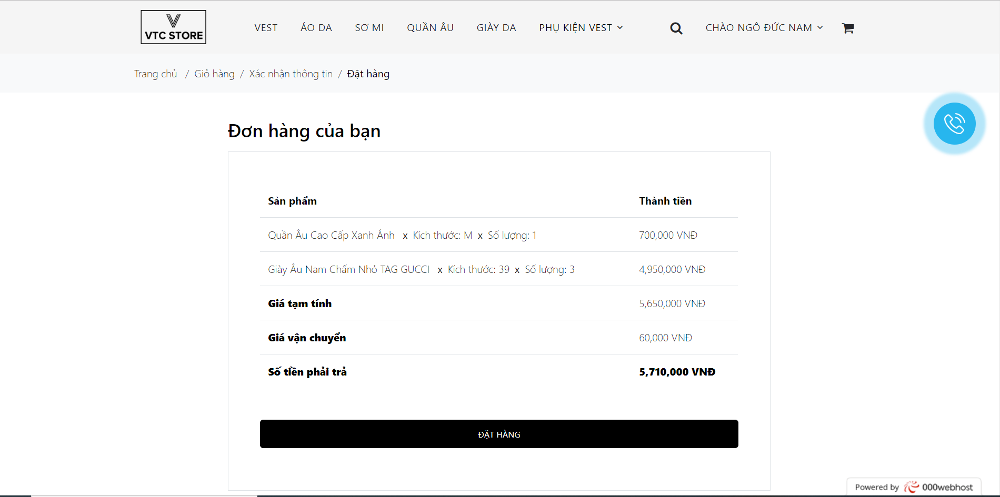 VTC STORE
VEST ÁO DA SƠ MI QUẦN ÂU GIÀY DA PHỤ KIỆN VEST CHÀO NGÔ ĐỨC NAM
Trang chủ / Giỏ hàng / Xác nhận thông tin / Đặt hàng
Đơn hàng của bạn
Sản phẩm Thành tiền
Quần Âu Cao Cấp Xanh Ánh x Kích thước: M x Số lượng: 1 700,000 VNĐ
Giày Âu Nam Chấm Nhỏ TAG GUCCI x Kích thước: 39 x Số lượng: 3 4,950,000 VNĐ
Giá tạm tính 5,650,000 VNĐ
Giá vận chuyển 60,000 VNĐ
Số tiền phải trả 5,710,000 VNĐ
ĐẶT HÀNG
Powered by 000webhost